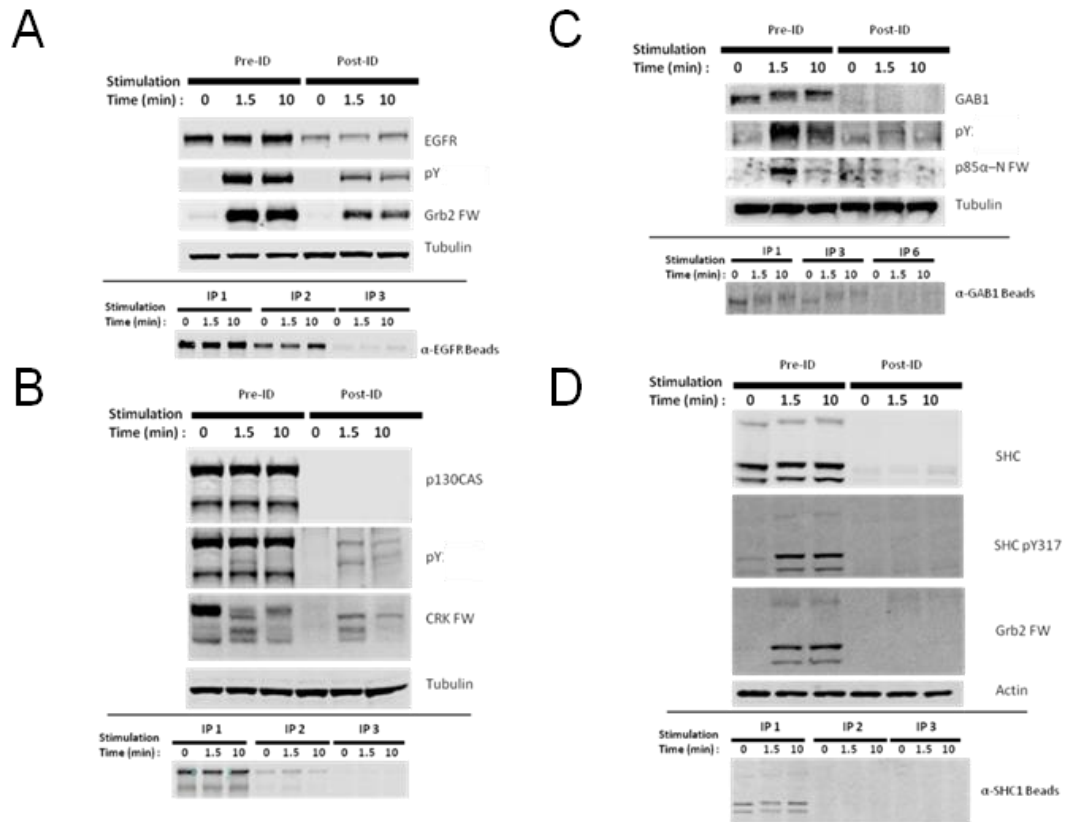 A
Pre-ID Post-ID
Stimulation
Time (min) : 0 1.5 10 0 1.5 10
EGFR
pY
Grb2 FW
Tubulin
IP 1 IP 2 IP 3
Stimulation
Time (min) : 0 1.5 10 0 1.5 10 0 1.5 10
α-EGFR Beads
B
Pre-ID Post-ID
Stimulation
Time (min) : 0 1.5 10 0 1.5 10
p130CAS
pY
CRK FW
Tubulin
IP 1 IP 2 IP 3
Stimulation
Time (min) : 0 1.5 10 0 1.5 10 0 1.5 10
C
Pre-ID Post-ID
Stimulation
Time (min) : 0 1.5 10 0 1.5 10
GAB1
pY
p85α–N FW
Tubulin
IP 1 IP 3 IP 6
Stimulation
Time (min) : 0 1.5 10 0 1.5 10 0 1.5 10
α-GAB1 Beads
D
Pre-ID Post-ID
Stimulation
Time (min) : 0 1.5 10 0 1.5 10
SHC
SHC pY317
Grb2 FW
Actin
IP 1 IP 2 IP 3
Stimulation
Time (min) : 0 1.5 10 0 1.5 10 0 1.5 10
α-SHC1 Beads